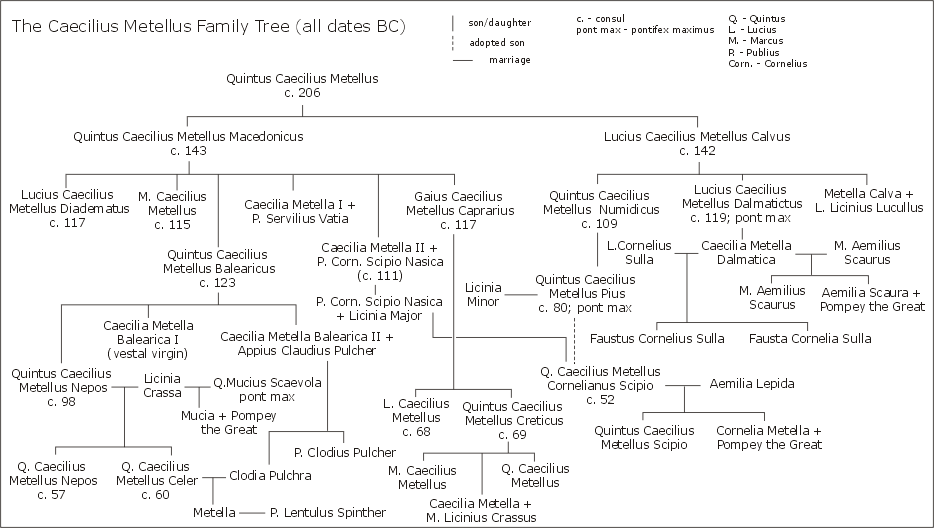 The Caecilius Metellus Family Tree (all dates BC)
son/daughter
adopted son
marriage
c. - consul
pont max - pontifex maximus
Q. - Quintus
L. - Lucius
M. - Marcus
P. - Publius
Corn. - Cornelius
Quintus Caecilius Metellus
c. 206
Quintus Caecilius Metellus Macedonicus
c. 143
Lucius Caecilius Metellus Calvus
c. 142
Lucius Caecilius
Metellus Diadematus
c. 117
M. Caecilius
Metellus
c. 115
Caecilia Metella I +
P. Servilius Vatia
Gaius Caecilius
Metellus Caprarius
c. 117
Quintus Caecilius
Metellus Numidicus
c. 109
Lucius Caecilius
Metellus Dalmatictus
c. 119; pont max
Metella Calva +
L. Licinius Lucullus
Quintus Caecilius
Metellus Balearicus
c. 123
Caecilia Metella II +
P. Corn. Scipio Nasica
(c. 111)
P. Corn. Scipio Nasica
+ Licinia Major
L.Cornelius
Sulla
Caecilia Metella
Dalmatica
M. Aemilius
Scaurus
Licinia
Minor
Quintus Caecilius
Metellus Pius
c. 80; pont max
M. Aemilius
Scaurus
Aemilia Scaura +
Pompey the Great
Caecilia Metella
Balearica I
(vestal virgin)
Caecilia Metella Balearica II +
Appius Claudius Pulcher
Faustus Cornelius Sulla
Fausta Cornelia Sulla
Quintus Caecilius
Metellus Nepos
c. 98
Licinia
Crassa
Q.Mucius Scaevola
pont max
Mucia + Pompey
the Great
Q. Caecilius Metellus
Cornelianus Scipio
c. 52
Aemilia Lepida
L. Caecilius
Metellus
c. 68
Quintus Caecilius
Metellus Creticus
c. 69
Quintus Caecilius
Metellus Scipio
Cornelia Metella +
Pompey the Great
Q. Caecilius
Metellus Nepos
c. 57
Q. Caecilius
Metellus Celer
c. 60
Clodia Pulchra
P. Clodius Pulcher
M. Caecilius
Metellus
Q. Caecilius
Metellus
Caecilia Metella +
M. Licinius Crassus
Metella
P. Lentulus Spinther